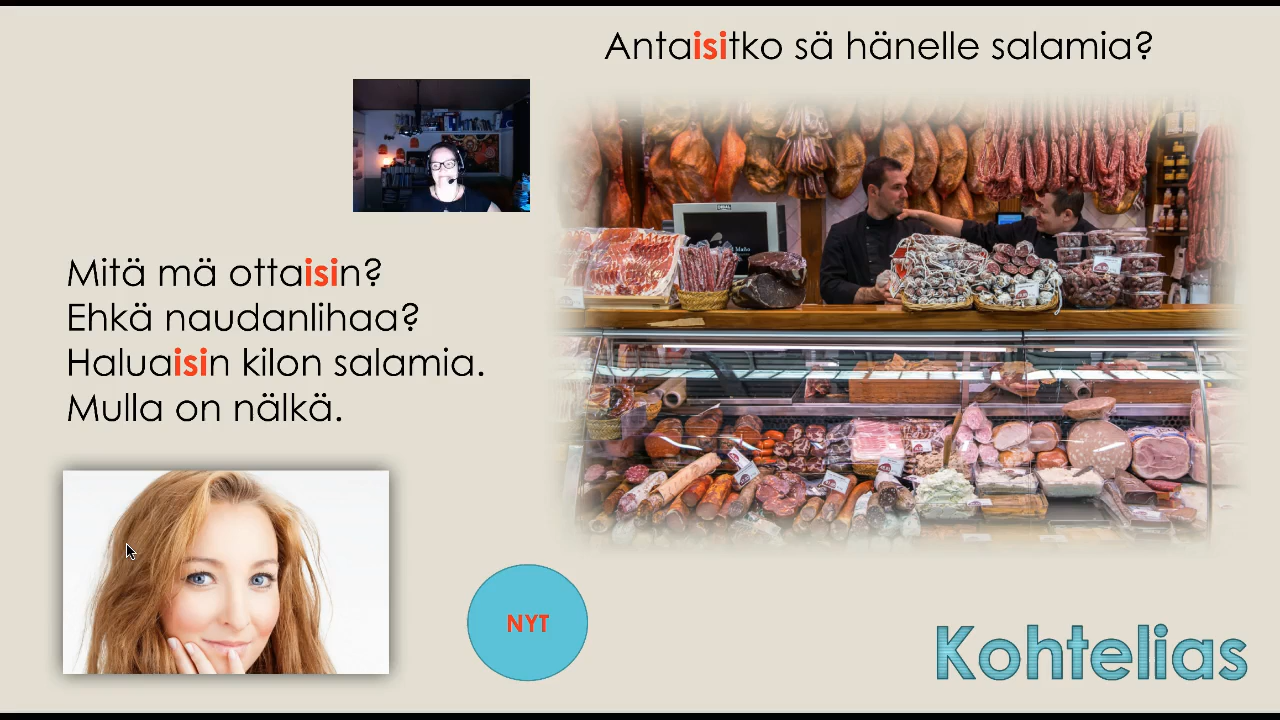 Antaisitko sä hänelle salamia?
Mitä mä ottaisin?
Ehkä naudanlihaa?
Haluaisin kilon salamia.
Mulla on nälkä.
NYT
Kohtelias